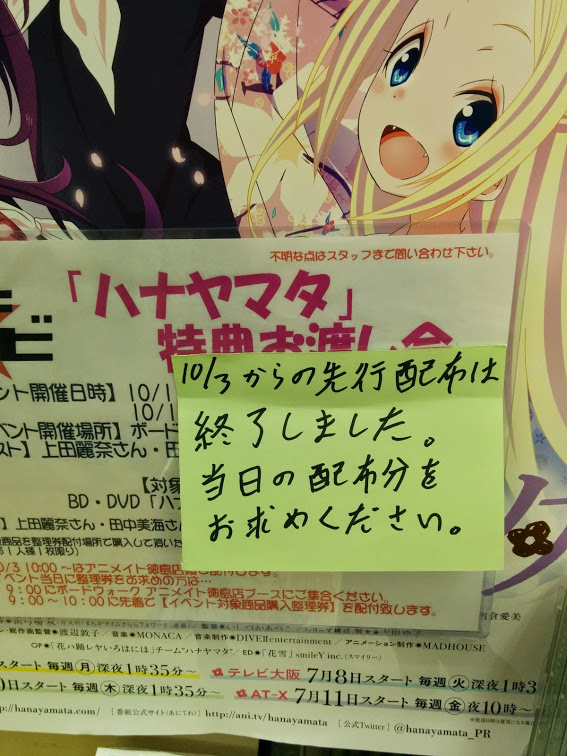 不明な点はスタッフまで問い合わせ下さい。
「ハナヤマタ」
特典お渡し会
10/3からの先行配布は
終了しました。
当日の配布分を
お求めください。
ント開催日時】10/1
10/1
ント開催場所】ボード
スト】上田麗奈さん・田
【対象
BD・DVD「ハナ
】上田麗奈さん・田中美海さ
10:00～はアニメイト徳島店
イベント当日に整理券をお求めの方は…
9:00にボードウォーク アニメイト徳島店ブースにご集合ください。
9:00～10:00に先着で【イベント対象商品購入整理券】を配付致します。
渡辺敦子／音楽●MONACA／音楽制作●DIVEⅡentertainment／アニメーション制作●MADHOUSE
OP●「花ハ踊レヤいろはにほ」チーム"ハナヤマタ"／ED●「花雪」smileY inc.(スマイリー)
スタート 毎週月 深夜1時35分～
テレビ大阪 7月8日スタート 毎週火 深夜1時3
0日スタート 毎週木 深夜1時35分～
AT-X 7月11日スタート 毎週金 夜10時～
/hanayamata.com/ [番組公式サイト(あにてれ)] http://ani.tv/hanayamata [公式Twitter] @hanayamata_PR